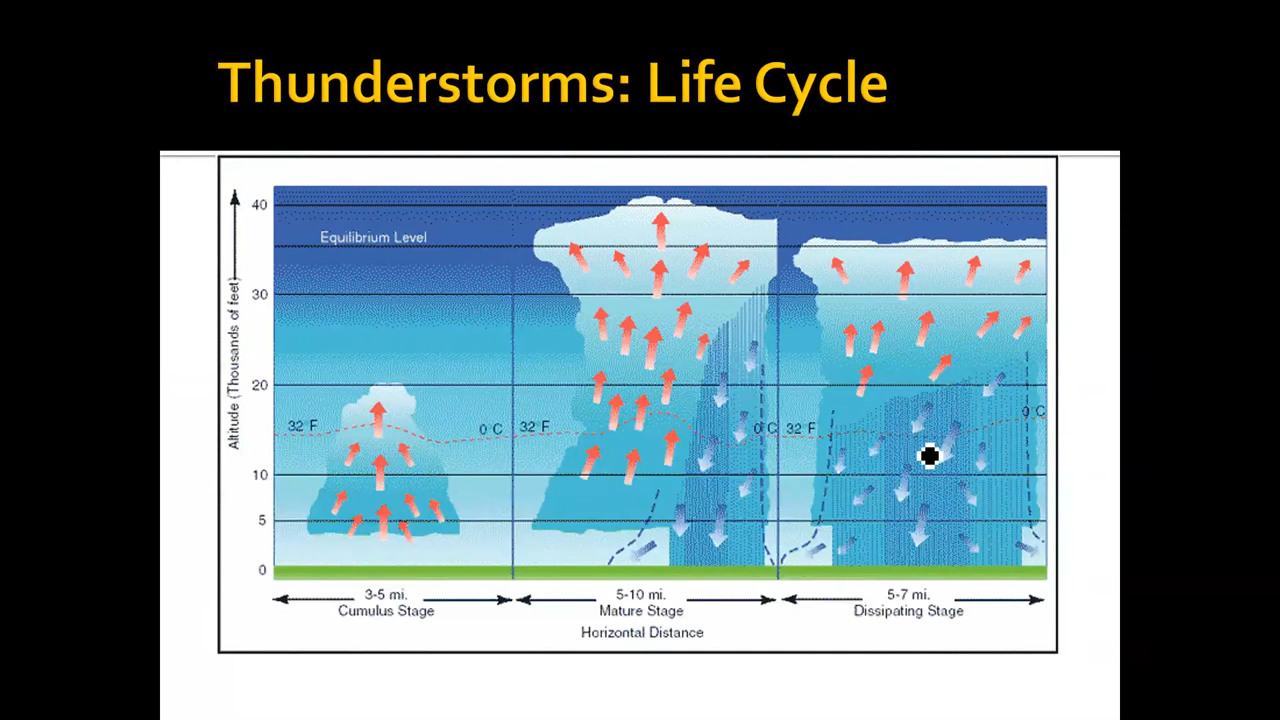 Thunderstorms: Life Cycle
Altitude (Thousands of feet)
40
30
20
10
5
0
Equilibrium Level
32 F
0 C
32 F
0 C
32 F
0 C
3-5 mi.
Cumulus Stage
5-10 mi.
Mature Stage
5-7 mi.
Dissipating Stage
Horizontal Distance